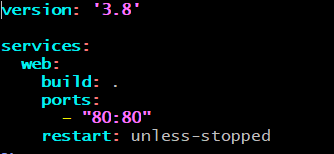 version: '3.8'
services:
  web:
    build: .
    ports:
      - "80:80"
    restart: unless-stopped